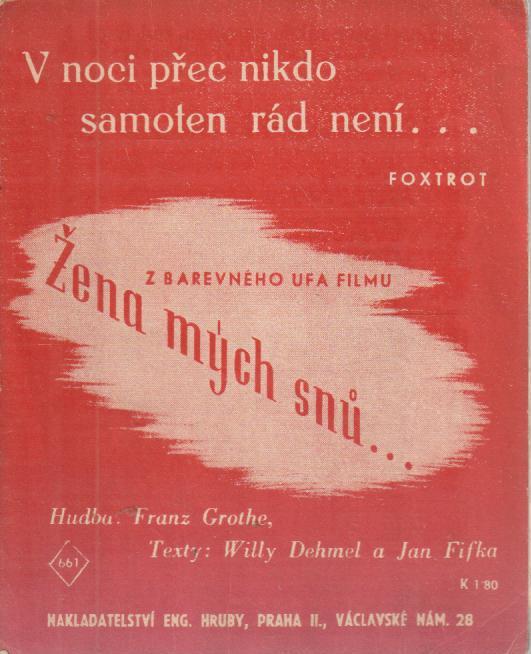 V noci přec nikdo
samoten rád není...
FOXTROT
Z BAREVNÉHO UFA FILMU
Žena mých snů...
Hudba: Franz Grothe,
Texty: Willy Dehmel a Jan Fifka
661
K 1'80
NAKLADATELSTVÍ ENG. HRUBY, PRAHA II., VÁCLAVSKÉ NÁM. 28